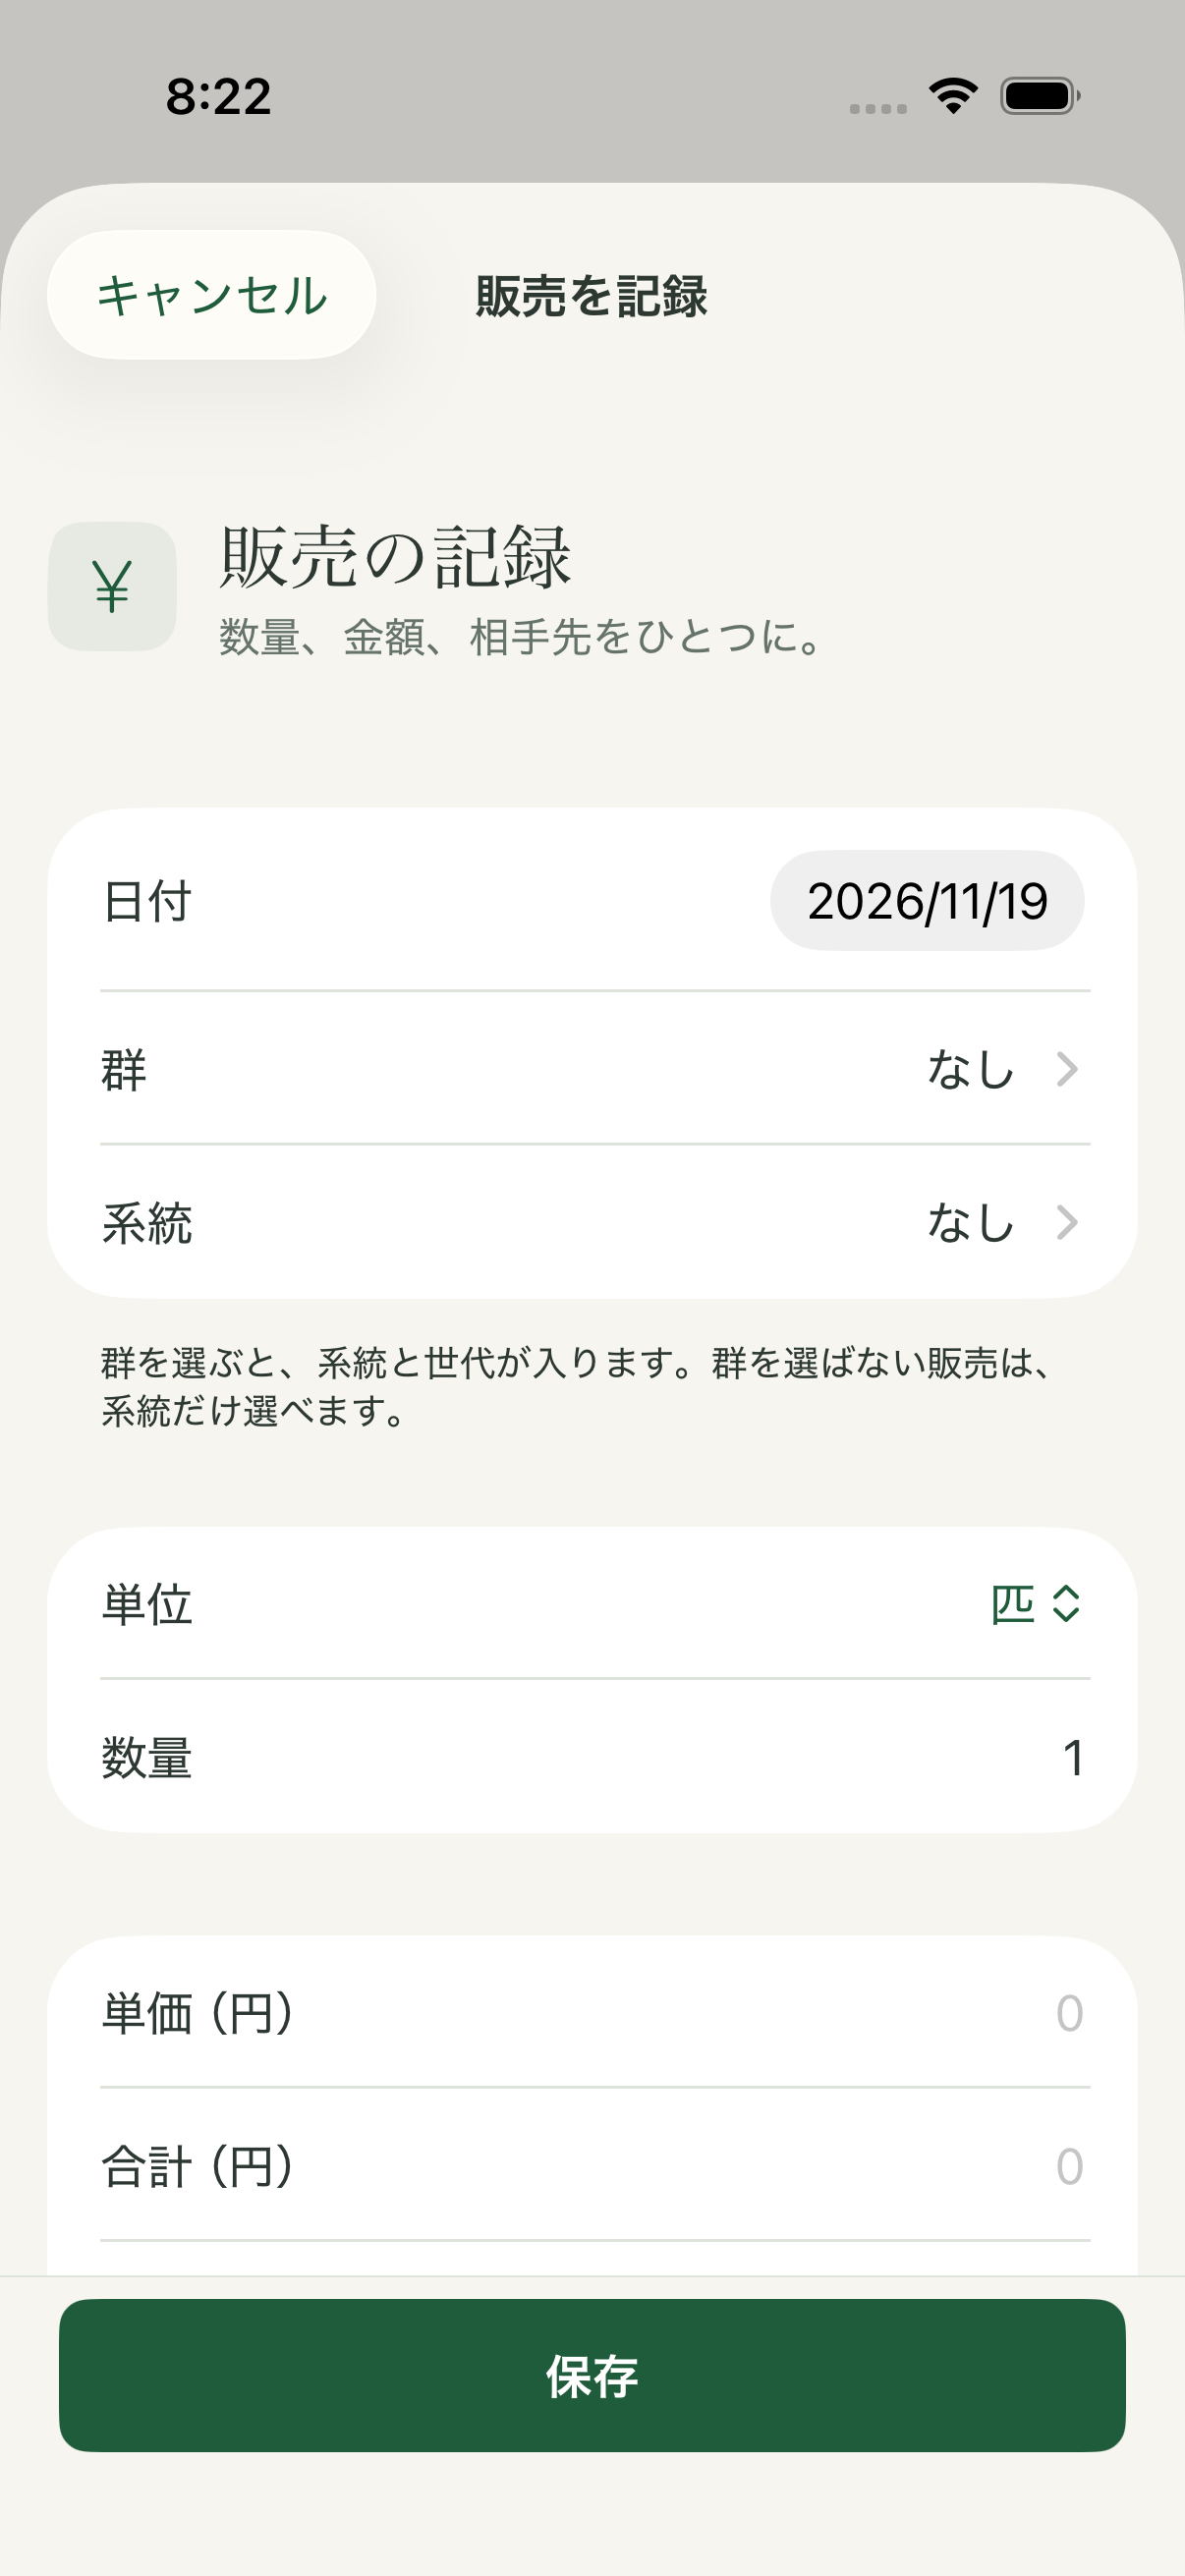 8:22
キャンセル
販売を記録
¥
販売の記録
数量、金額、相手先をひとつに。
日付
2026/11/19
群
なし
系統
なし
群を選ぶと、系統と世代が入ります。群を選ばない販売は、
系統だけ選べます。
単位
匹
数量
1
単価（円）
0
合計（円）
0
保存